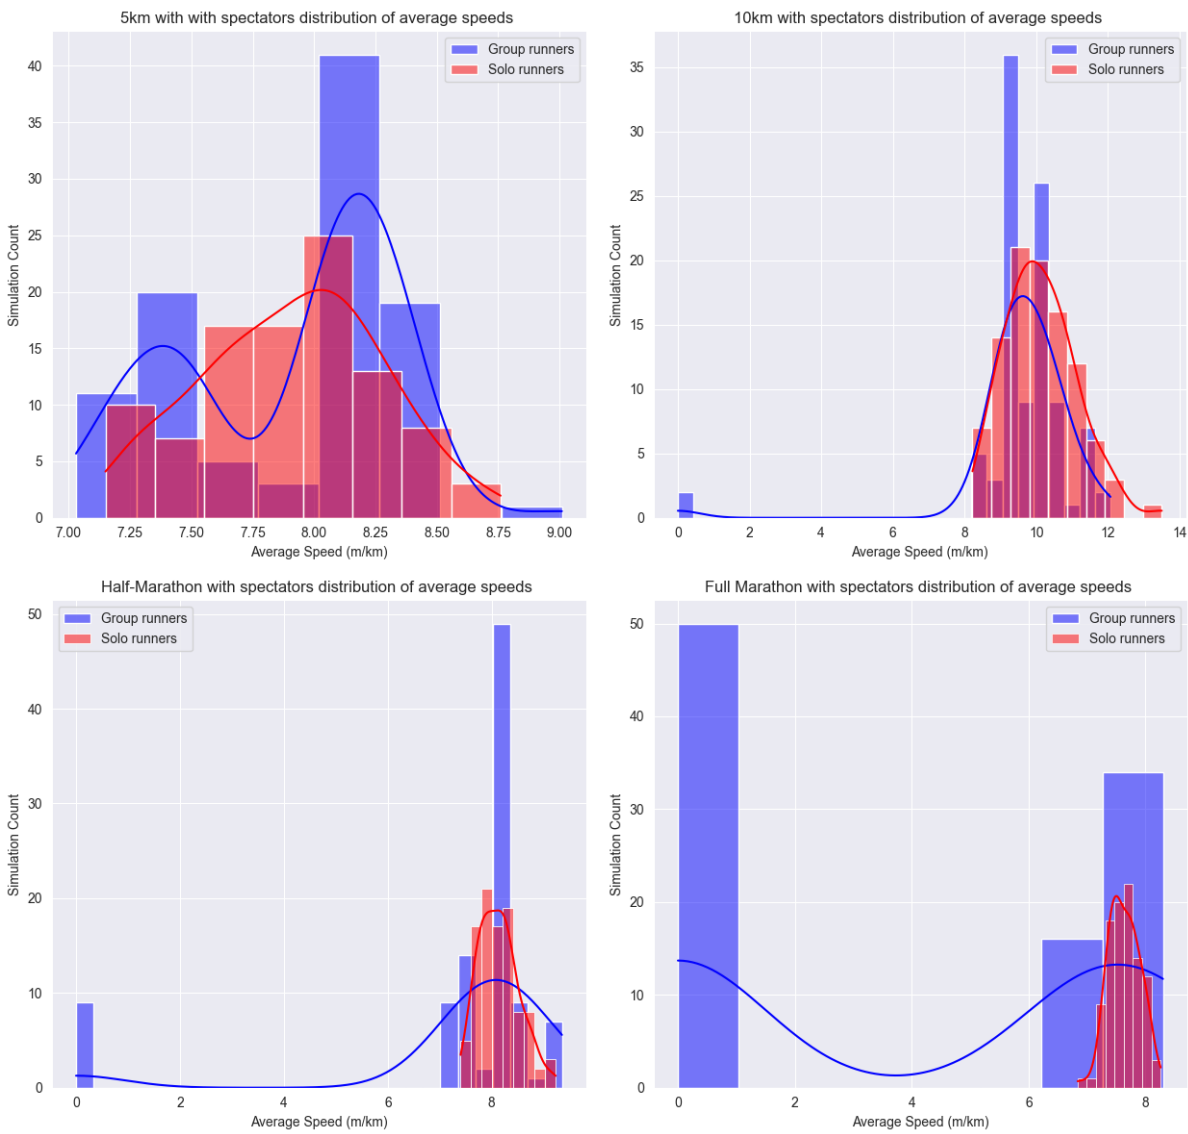 5km with with spectators distribution of average speeds
Group runners
Solo runners
40
35
30
25
20
15
10
5
0
Simulation Count
7.00 7.25 7.50 7.75 8.00 8.25 8.50 8.75 9.00
Average Speed (m/km)
10km with spectators distribution of average speeds
Group runners
Solo runners
35
30
25
20
15
10
5
0
Simulation Count
0 2 4 6 8 10 12 14
Average Speed (m/km)
Half-Marathon with spectators distribution of average speeds
Group runners
Solo runners
50
40
30
20
10
0
Simulation Count
0 2 4 6 8
Average Speed (m/km)
Full Marathon with spectators distribution of average speeds
Group runners
Solo runners
50
40
30
20
10
0
Simulation Count
0 2 4 6 8
Average Speed (m/km)